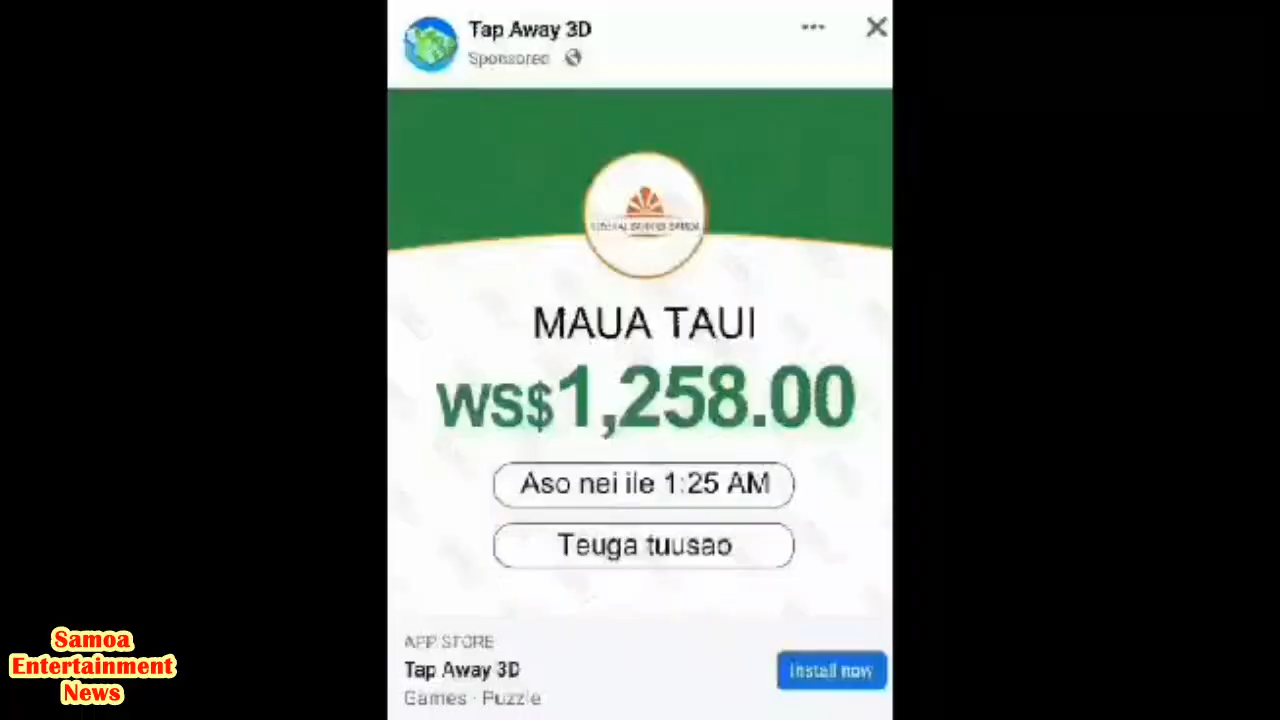 Tap Away 3D
Sponsored
MAUA TAUI
WS$1,258.00
Aso nei ile 1:25 AM
Teuga tuusao
APP STORE
Tap Away 3D
Games · Puzzle
Install now
Samoa
Entertainment
News